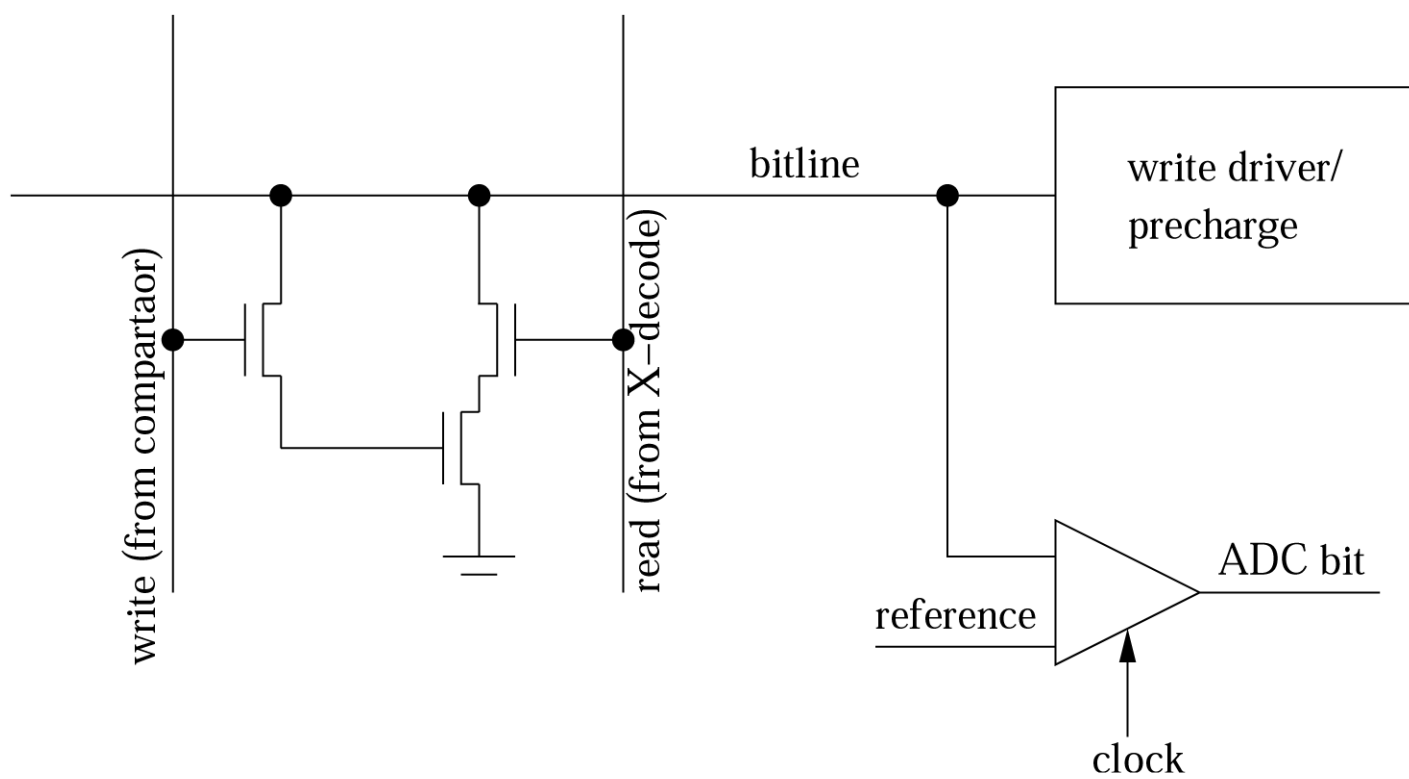 bitline
write driver/
precharge
write (from compartaor)
read (from X–decode)
ADC bit
reference
clock